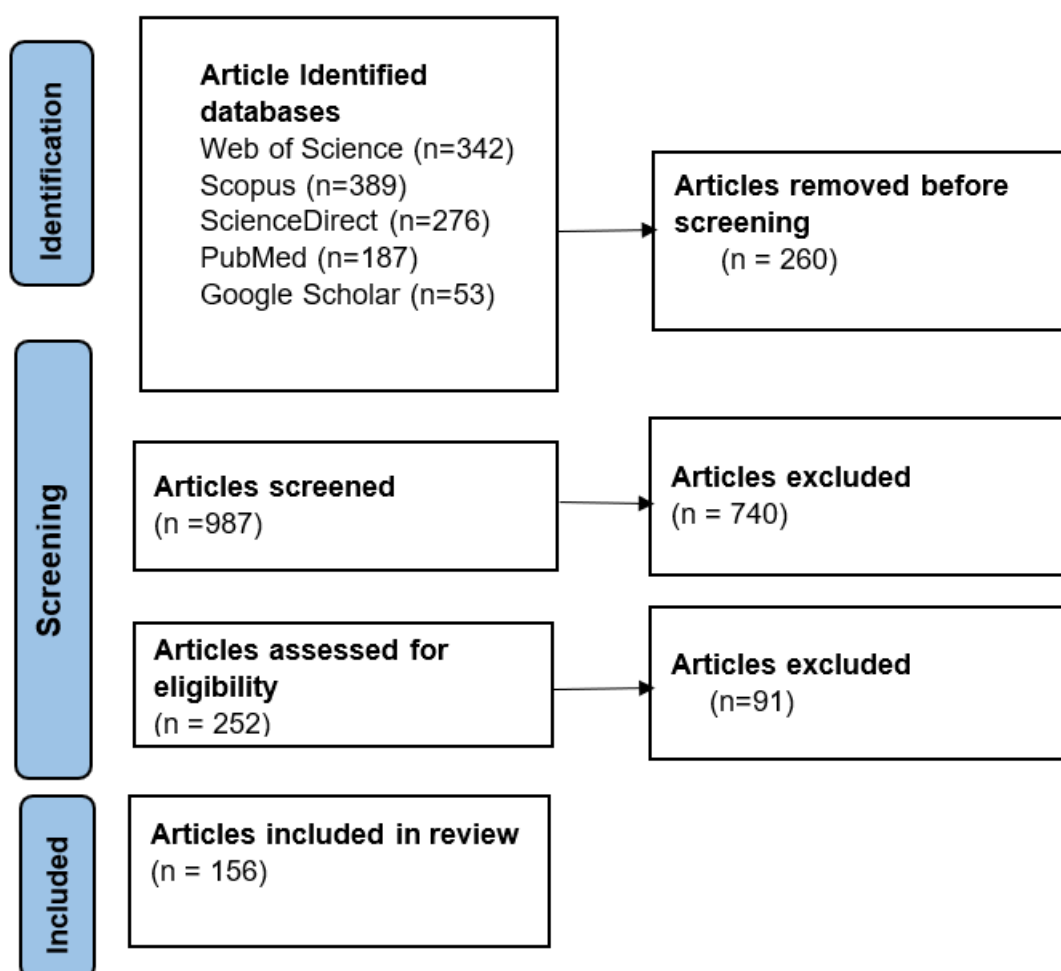 Identification
Article Identified
databases
Web of Science (n=342)
Scopus (n=389)
ScienceDirect (n=276)
PubMed (n=187)
Google Scholar (n=53)
Articles removed before
screening
(n = 260)
Screening
Articles screened
(n =987)
Articles excluded
(n = 740)
Articles assessed for
eligibility
(n = 252)
Articles excluded
(n=91)
Included
Articles included in review
(n = 156)